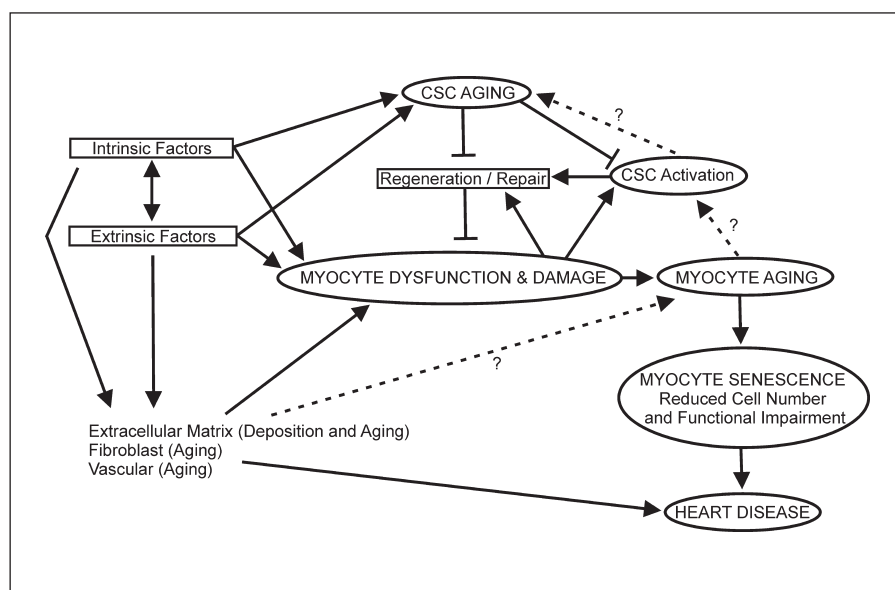 CSC AGING
?
Intrinsic Factors
Regeneration / Repair
CSC Activation
?
Extrinsic Factors
MYOCYTE DYSFUNCTION & DAMAGE
MYOCYTE AGING
?
MYOCYTE SENESCENCE
Reduced Cell Number
and Functional Impairment
Extracellular Matrix (Deposition and Aging)
Fibroblast (Aging)
Vascular (Aging)
HEART DISEASE